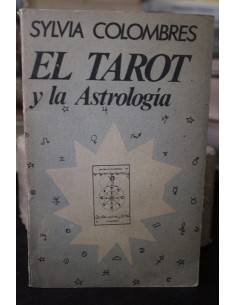 SYLVIA COLOMBRES
EL TAROT
y la Astrología